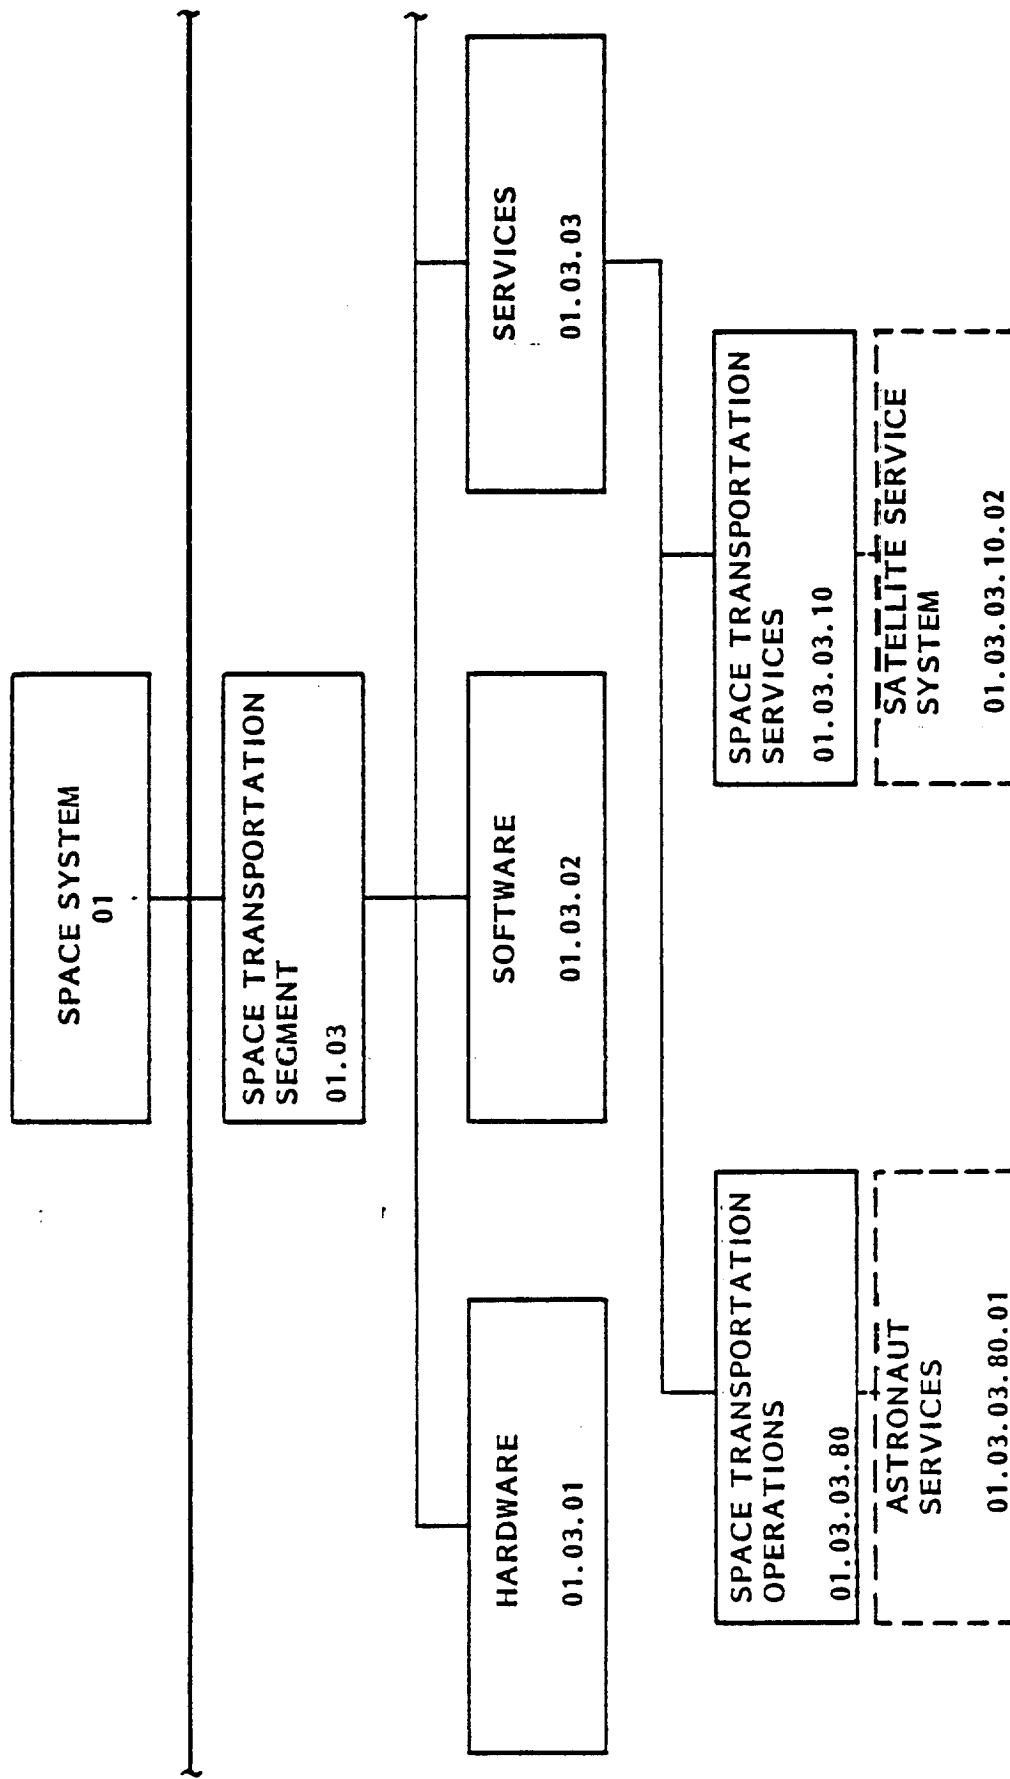 SPACE SYSTEM
01
SPACE TRANSPORTATION
SEGMENT
01.03
HARDWARE
01.03.01
SOFTWARE
01.03.02
SERVICES
01.03.03
SPACE TRANSPORTATION
OPERATIONS
01.03.03.80
SPACE TRANSPORTATION
SERVICES
01.03.03.10
ASTRONAUT
SERVICES
01.03.03.80.01
SATELLITE SERVICE
SYSTEM
01.03.03.10.02